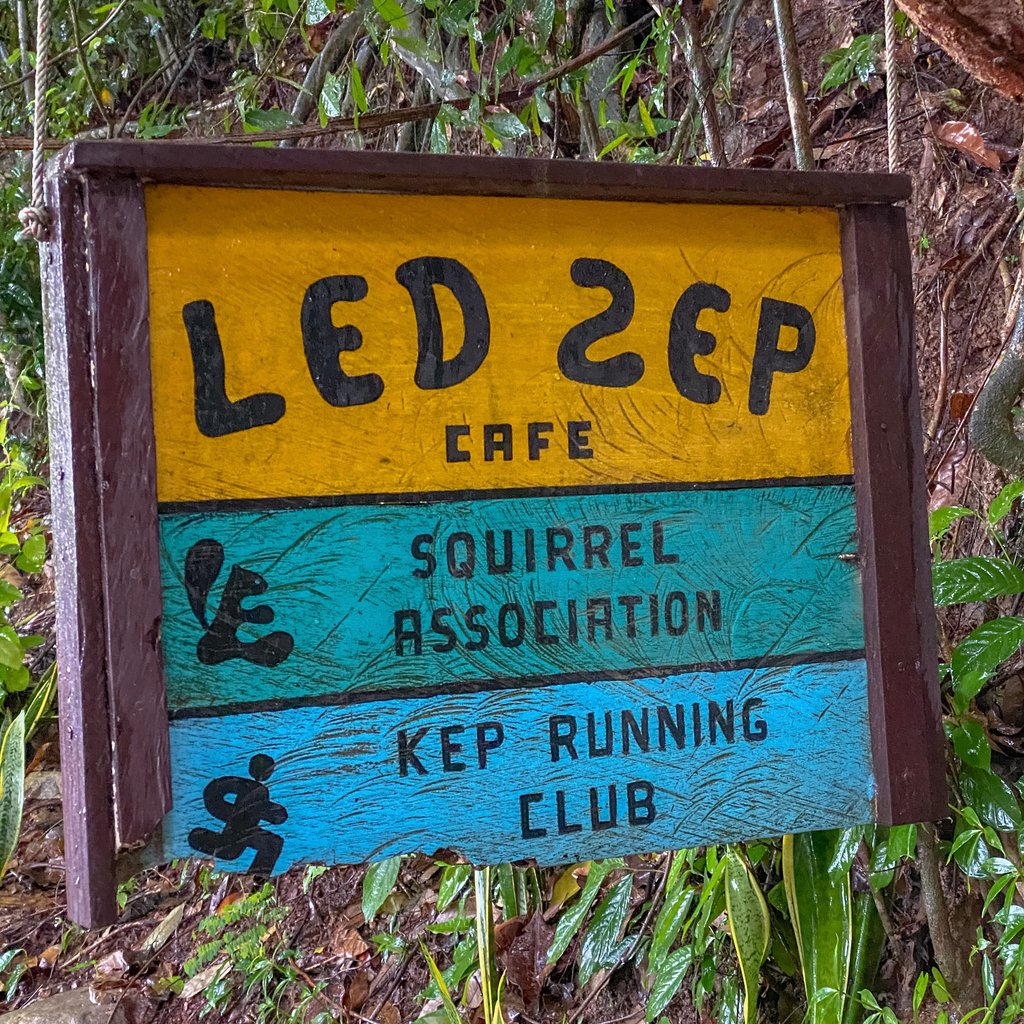 LED ZEP
CAFE
SQUIRREL
ASSOCIATION
KEP RUNNING
CLUB